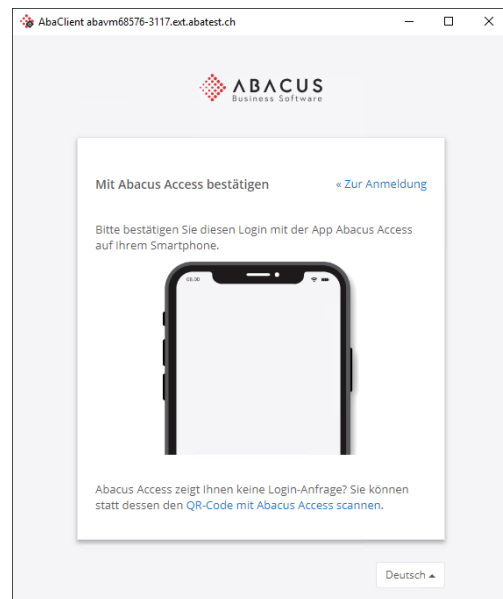 AbaClient abavm68576-3117.ext.abatest.ch
ABACUS
Business Software
Mit Abacus Access bestätigen
« Zur Anmeldung
Bitte bestätigen Sie diesen Login mit der App Abacus Access
auf Ihrem Smartphone.
08:00
Abacus Access zeigt Ihnen keine Login-Anfrage? Sie können
statt dessen den QR-Code mit Abacus Access scannen.
Deutsch